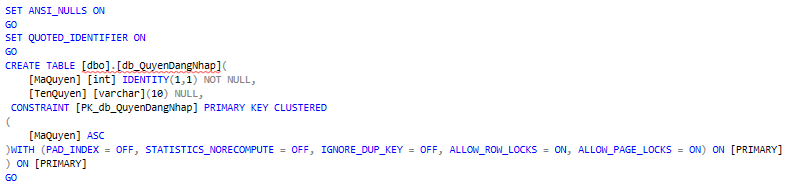 SET ANSI_NULLS ON
GO
SET QUOTED_IDENTIFIER ON
GO
CREATE TABLE [dbo].[db_QuyenDangNhap](
    [MaQuyen] [int] IDENTITY(1,1) NOT NULL,
    [TenQuyen] [varchar](10) NULL,
 CONSTRAINT [PK_db_QuyenDangNhap] PRIMARY KEY CLUSTERED
(
    [MaQuyen] ASC
)WITH (PAD_INDEX = OFF, STATISTICS_NORECOMPUTE = OFF, IGNORE_DUP_KEY = OFF, ALLOW_ROW_LOCKS = ON, ALLOW_PAGE_LOCKS = ON) ON [PRIMARY]
) ON [PRIMARY]
GO